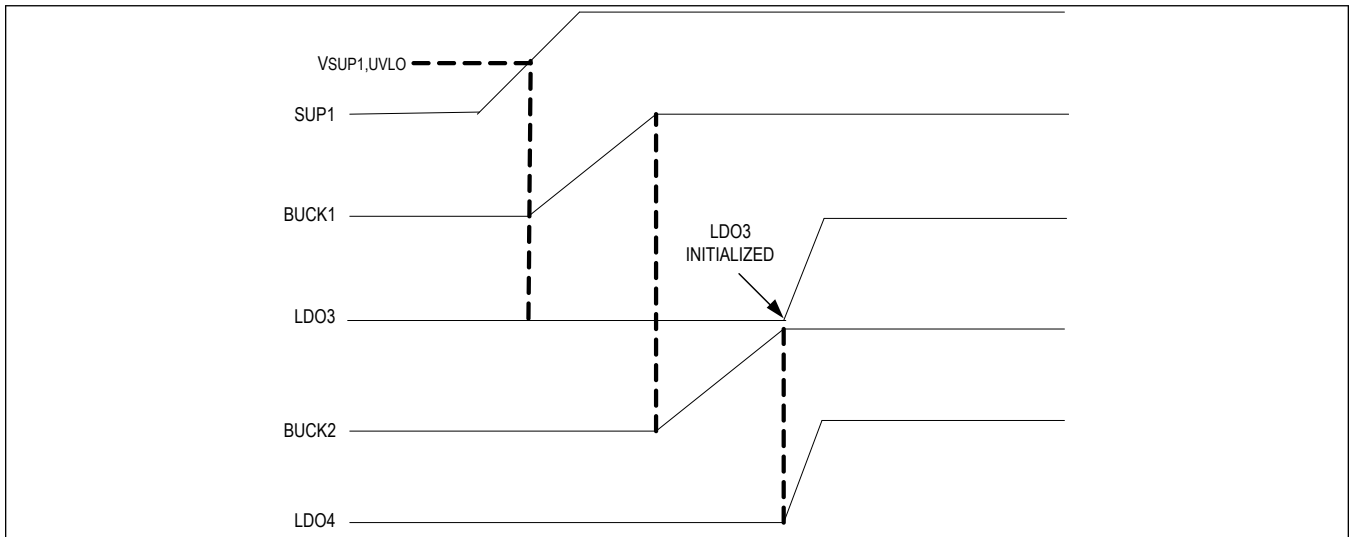 VSUP1,UVLO
SUP1
BUCK1
LDO3
INITIALIZED
LDO3
BUCK2
LDO4